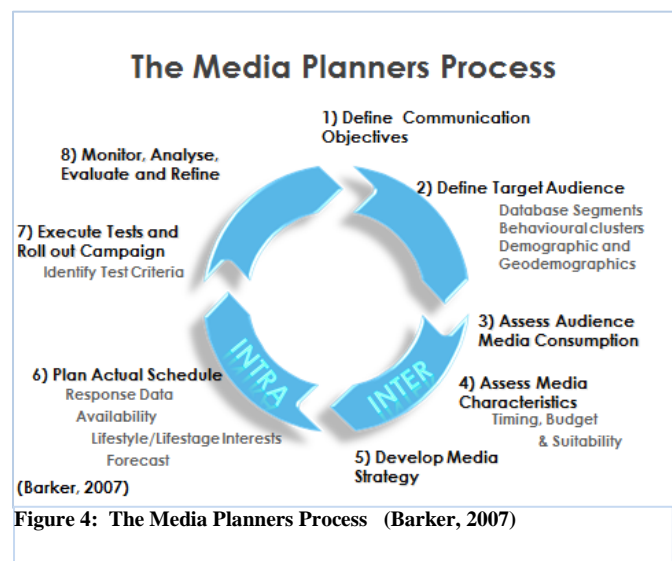 The Media Planners Process
1) Define Communication
Objectives
2) Define Target Audience
Database Segments
Behavioural clusters
Demographic and
Geodemographics
3) Assess Audience
Media Consumption
4) Assess Media
Characteristics
Timing, Budget
& Suitability
INTER
5) Develop Media
Strategy
INTRA
6) Plan Actual Schedule
Response Data
Availability
Lifestyle/Lifestage Interests
Forecast
7) Execute Tests and
Roll out Campaign
Identify Test Criteria
8) Monitor, Analyse,
Evaluate and Refine
(Barker, 2007)
Figure 4: The Media Planners Process (Barker, 2007)